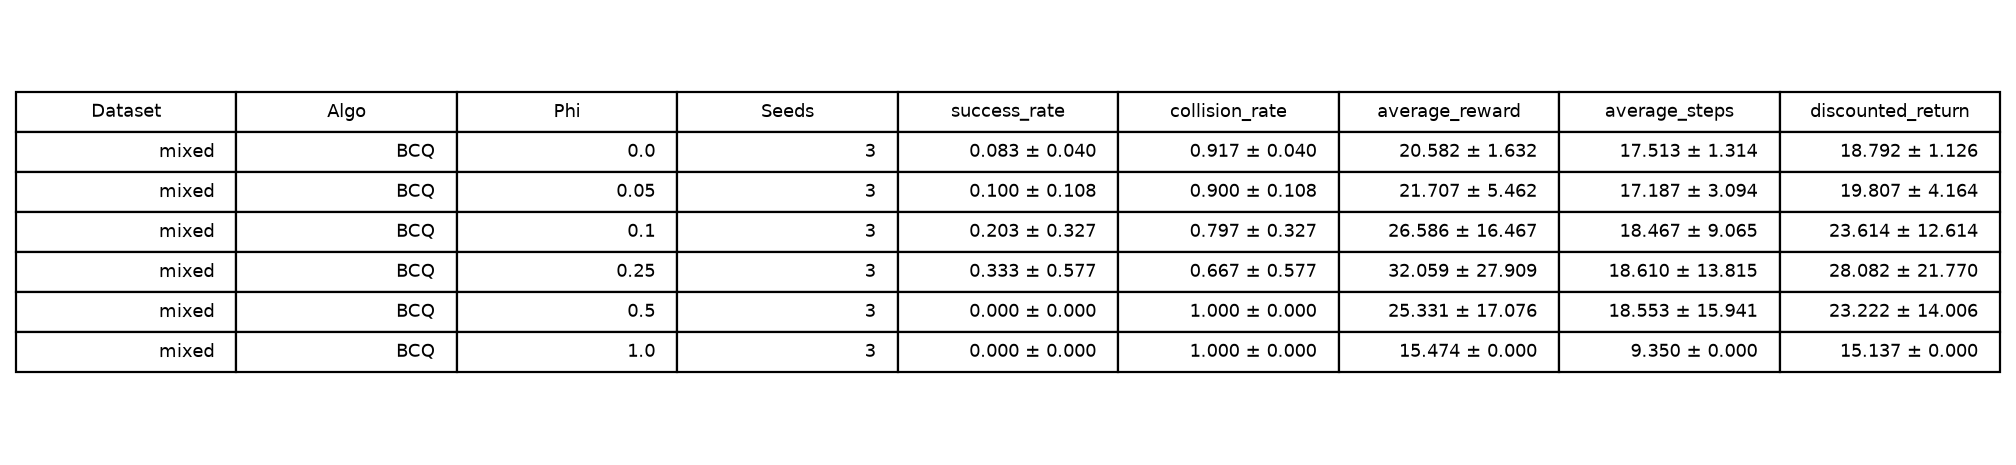 Dataset Algo Phi Seeds success_rate collision_rate average_reward average_steps discounted_return
mixed BCQ 0.0 3 0.083 ± 0.040 0.917 ± 0.040 20.582 ± 1.632 17.513 ± 1.314 18.792 ± 1.126
mixed BCQ 0.05 3 0.100 ± 0.108 0.900 ± 0.108 21.707 ± 5.462 17.187 ± 3.094 19.807 ± 4.164
mixed BCQ 0.1 3 0.203 ± 0.327 0.797 ± 0.327 26.586 ± 16.467 18.467 ± 9.065 23.614 ± 12.614
mixed BCQ 0.25 3 0.333 ± 0.577 0.667 ± 0.577 32.059 ± 27.909 18.610 ± 13.815 28.082 ± 21.770
mixed BCQ 0.5 3 0.000 ± 0.000 1.000 ± 0.000 25.331 ± 17.076 18.553 ± 15.941 23.222 ± 14.006
mixed BCQ 1.0 3 0.000 ± 0.000 1.000 ± 0.000 15.474 ± 0.000 9.350 ± 0.000 15.137 ± 0.000